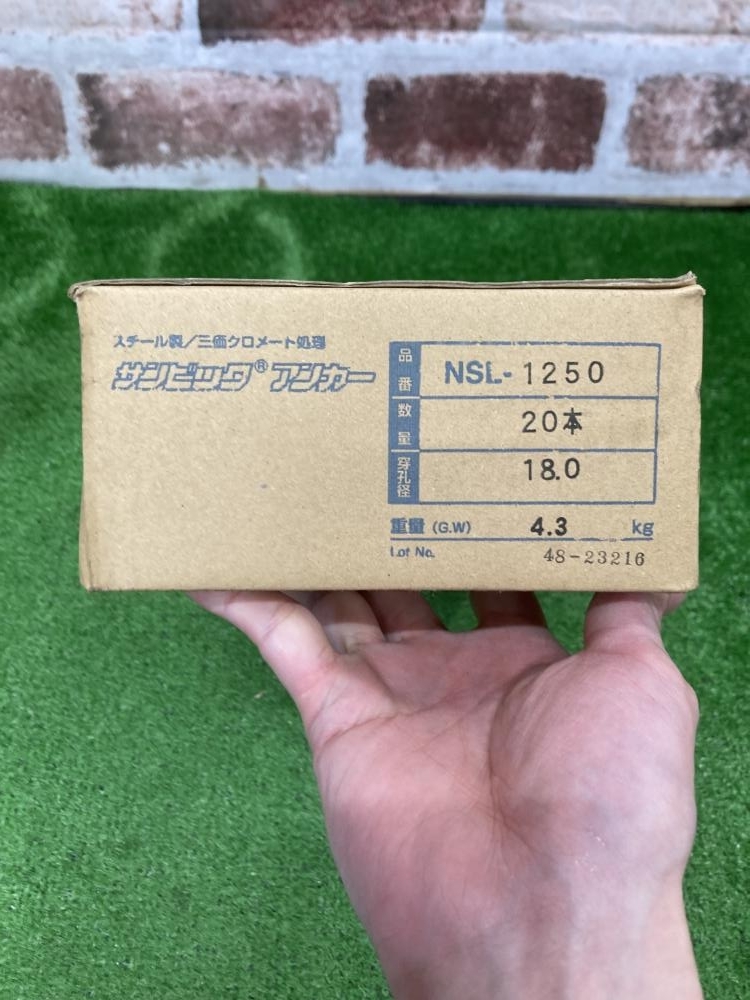 スチール製／三価クロメート処理
サンビック®アンカー
品番 NSL-1250
数量 20本
穿孔径 18.0
重量 (G.W) 4.3 kg
Lot No. 48-23216